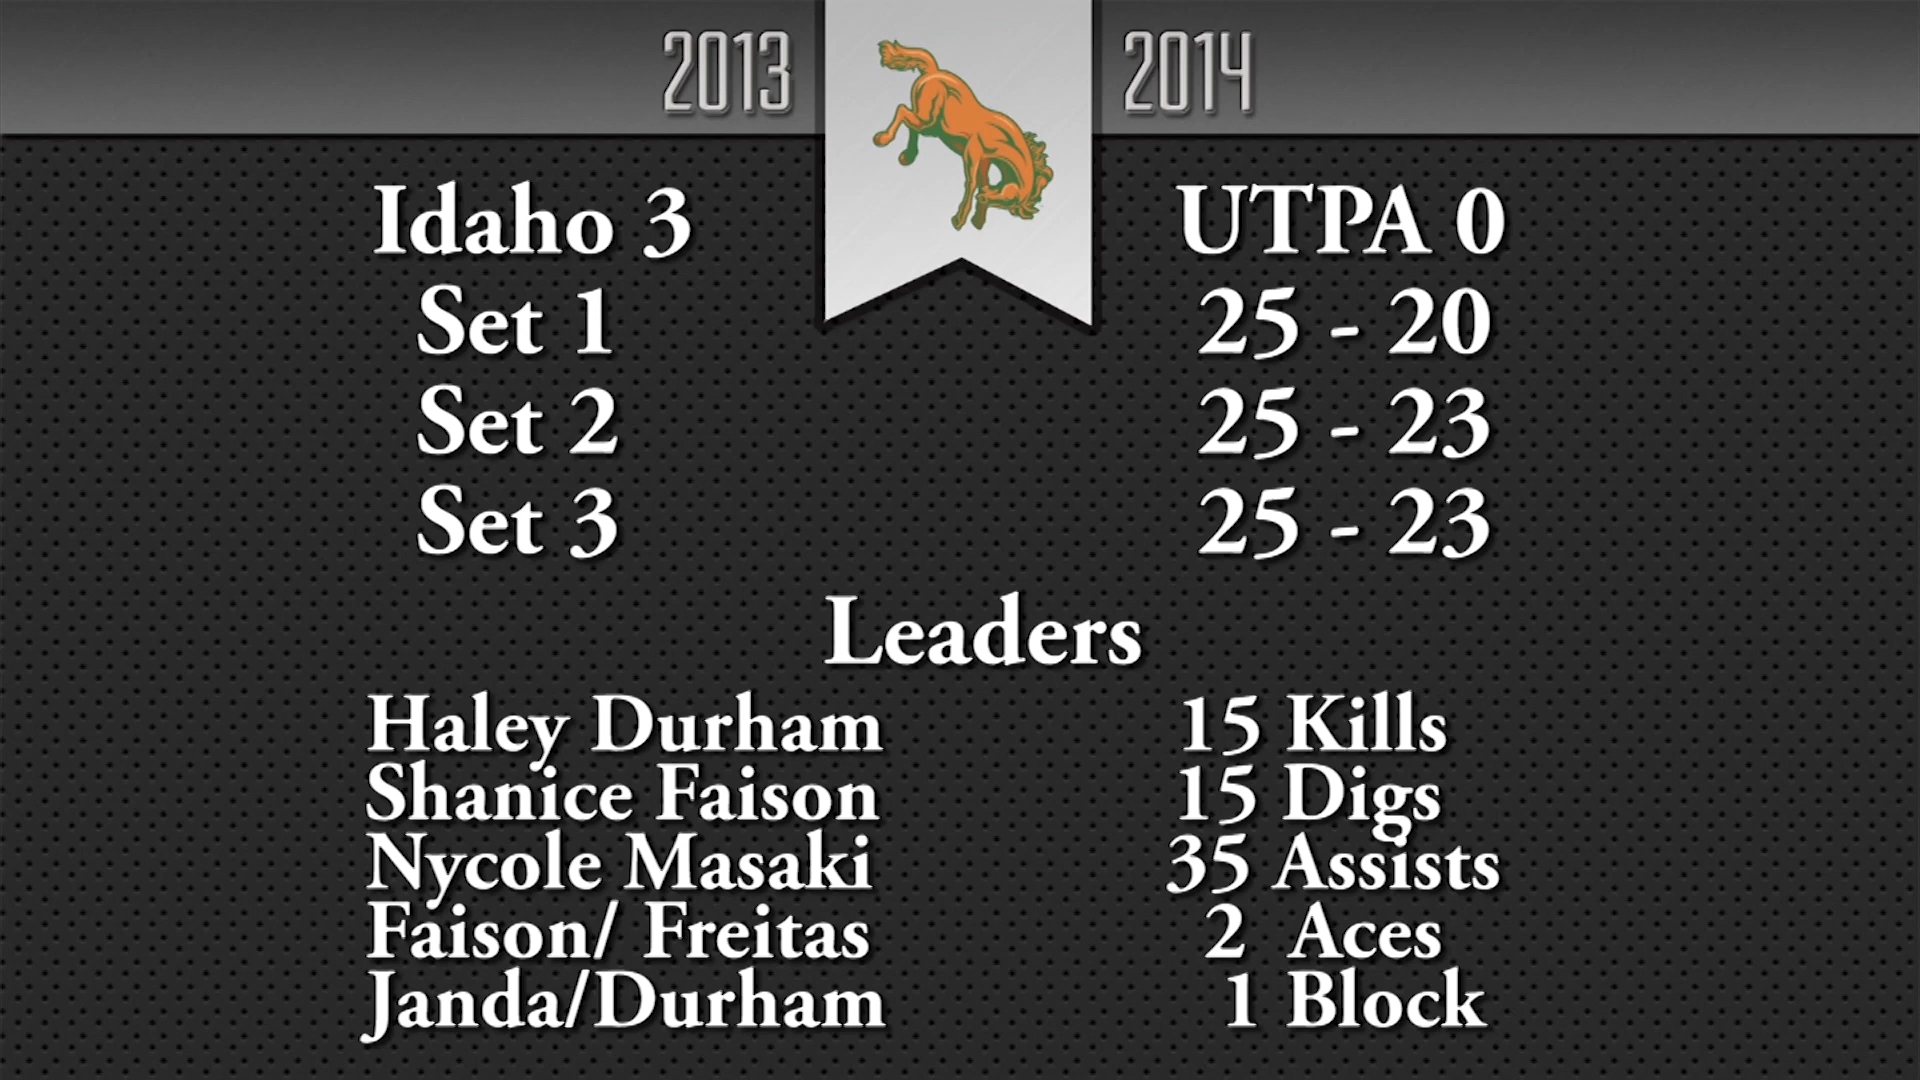 2013 2014
Idaho 3 UTPA 0
Set 1 25 - 20
Set 2 25 - 23
Set 3 25 - 23
Leaders
Haley Durham 15 Kills
Shanice Faison 15 Digs
Nycole Masaki 35 Assists
Faison/ Freitas 2 Aces
Janda/Durham 1 Block